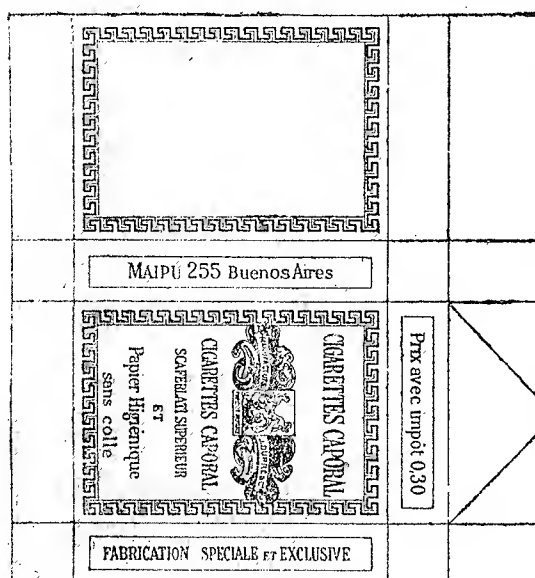 MAIPÚ 255 Buenos Aires
CIGARETTES CAPORAL
CIGARETTES CAPORAL
SCAFERLATI SUPERIEUR
ET
Papier Higiénique
sans colle
Prix avec impôt 0,30
FABRICATION SPECIALE ET EXCLUSIVE